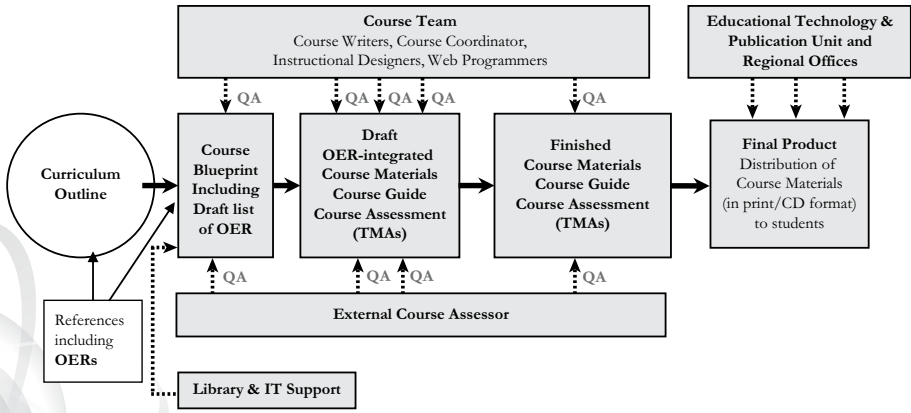 Course Team
Course Writers, Course Coordinator,
Instructional Designers, Web Programmers
Educational Technology &
Publication Unit and
Regional Offices
QA
QA
QA
QA
QA
Curriculum
Outline
Course
Blueprint
Including
Draft list
of OER
Draft
OER-integrated
Course Materials
Course Guide
Course Assessment
(TMAs)
Finished
Course Materials
Course Guide
Course Assessment
(TMAs)
Final Product
Distribution of
Course Materials
(in print/CD format)
to students
QA
QA
QA
QA
References
including
OERs
External Course Assessor
Library & IT Support